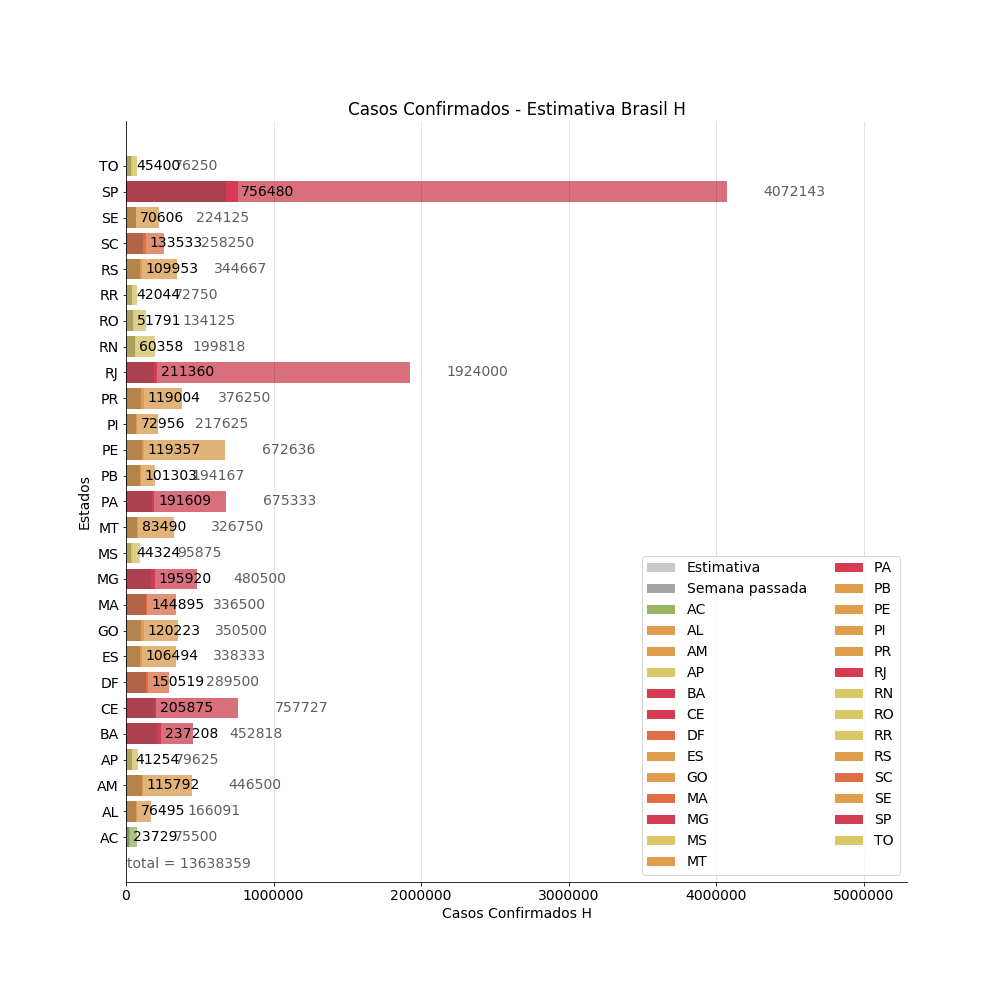 Casos Confirmados - Estimativa Brasil H
TO 45400 76250
SP 756480 4072143
SE 70606 224125
SC 133533 258250
RS 109953 344667
RR 42044 72750
RO 51791 134125
RN 60358 199818
RJ 211360 1924000
PR 119004 376250
PI 72956 217625
PE 119357 672636
PB 101303 194167
PA 191609 675333
MT 83490 326750
MS 44324 95875
MG 195920 480500
MA 144895 336500
GO 120223 350500
ES 106494 338333
DF 150519 289500
CE 205875 757727
BA 237208 452818
AP 41254 79625
AM 115792 446500
AL 76495 166091
AC 23729 75500
total = 13638359
Estados
0 1000000 2000000 3000000 4000000 5000000
Casos Confirmados H
Estimativa
Semana passada
AC
AL
AM
AP
BA
CE
DF
ES
GO
MA
MG
MS
MT
PA
PB
PE
PI
PR
RJ
RN
RO
RR
RS
SC
SE
SP
TO